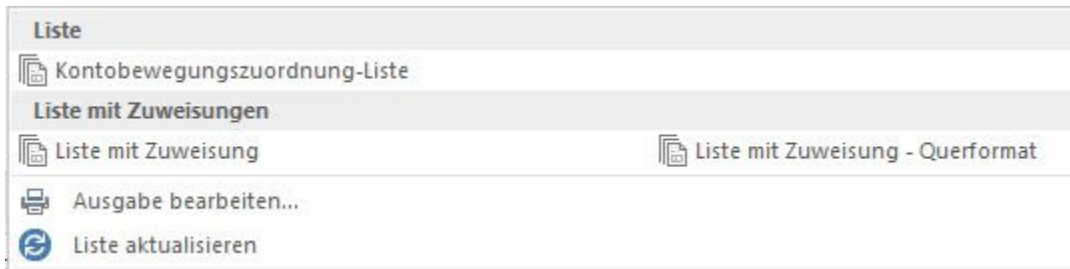 Liste
Kontobewegungszuordnung-Liste
Liste mit Zuweisungen
Liste mit Zuweisung Liste mit Zuweisung - Querformat
Ausgabe bearbeiten...
Liste aktualisieren